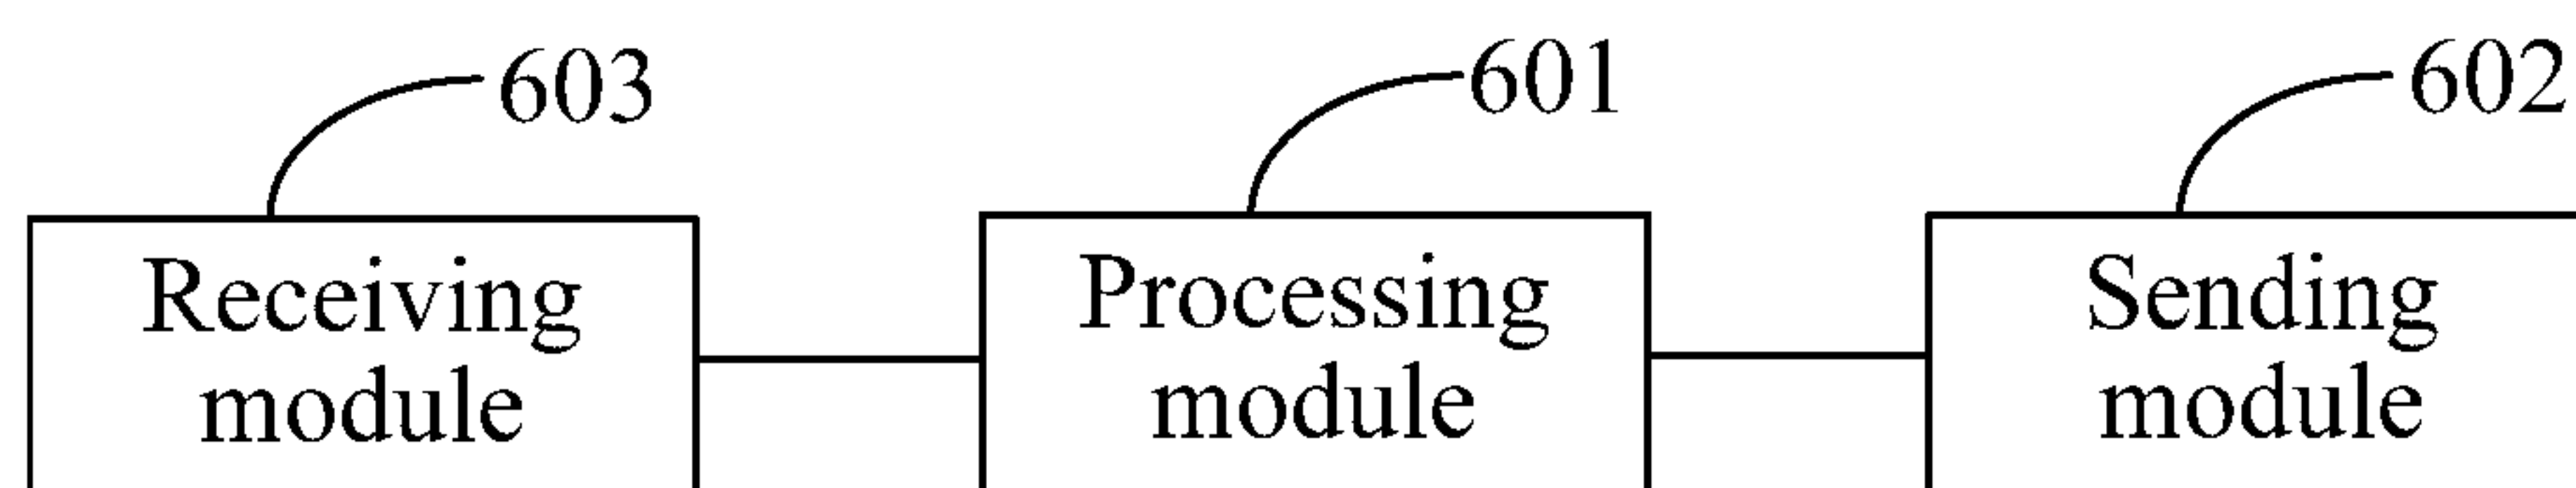 603
601
602
Receiving
module
Processing
module
Sending
module